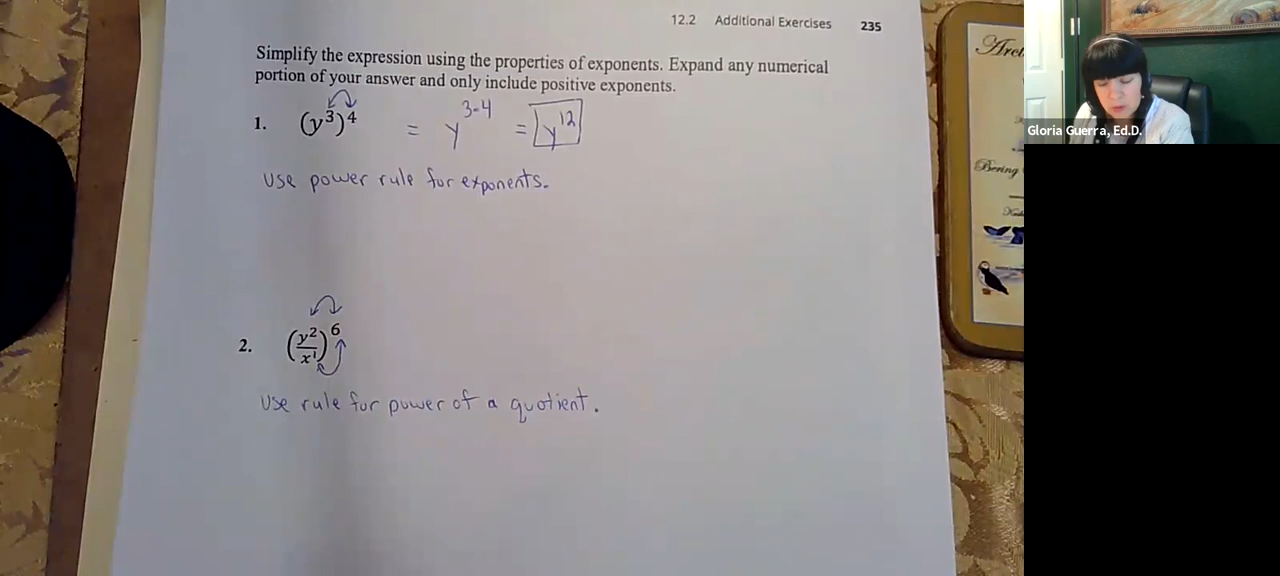 12.2 Additional Exercises 235
Simplify the expression using the properties of exponents. Expand any numerical
portion of your answer and only include positive exponents.
1. (y³)⁴ = y³·⁴ = y¹²
Use power rule for exponents.
2. (y²/x¹)⁶
Use rule for power of a quotient.
Gloria Guerra, Ed.D.
Bering